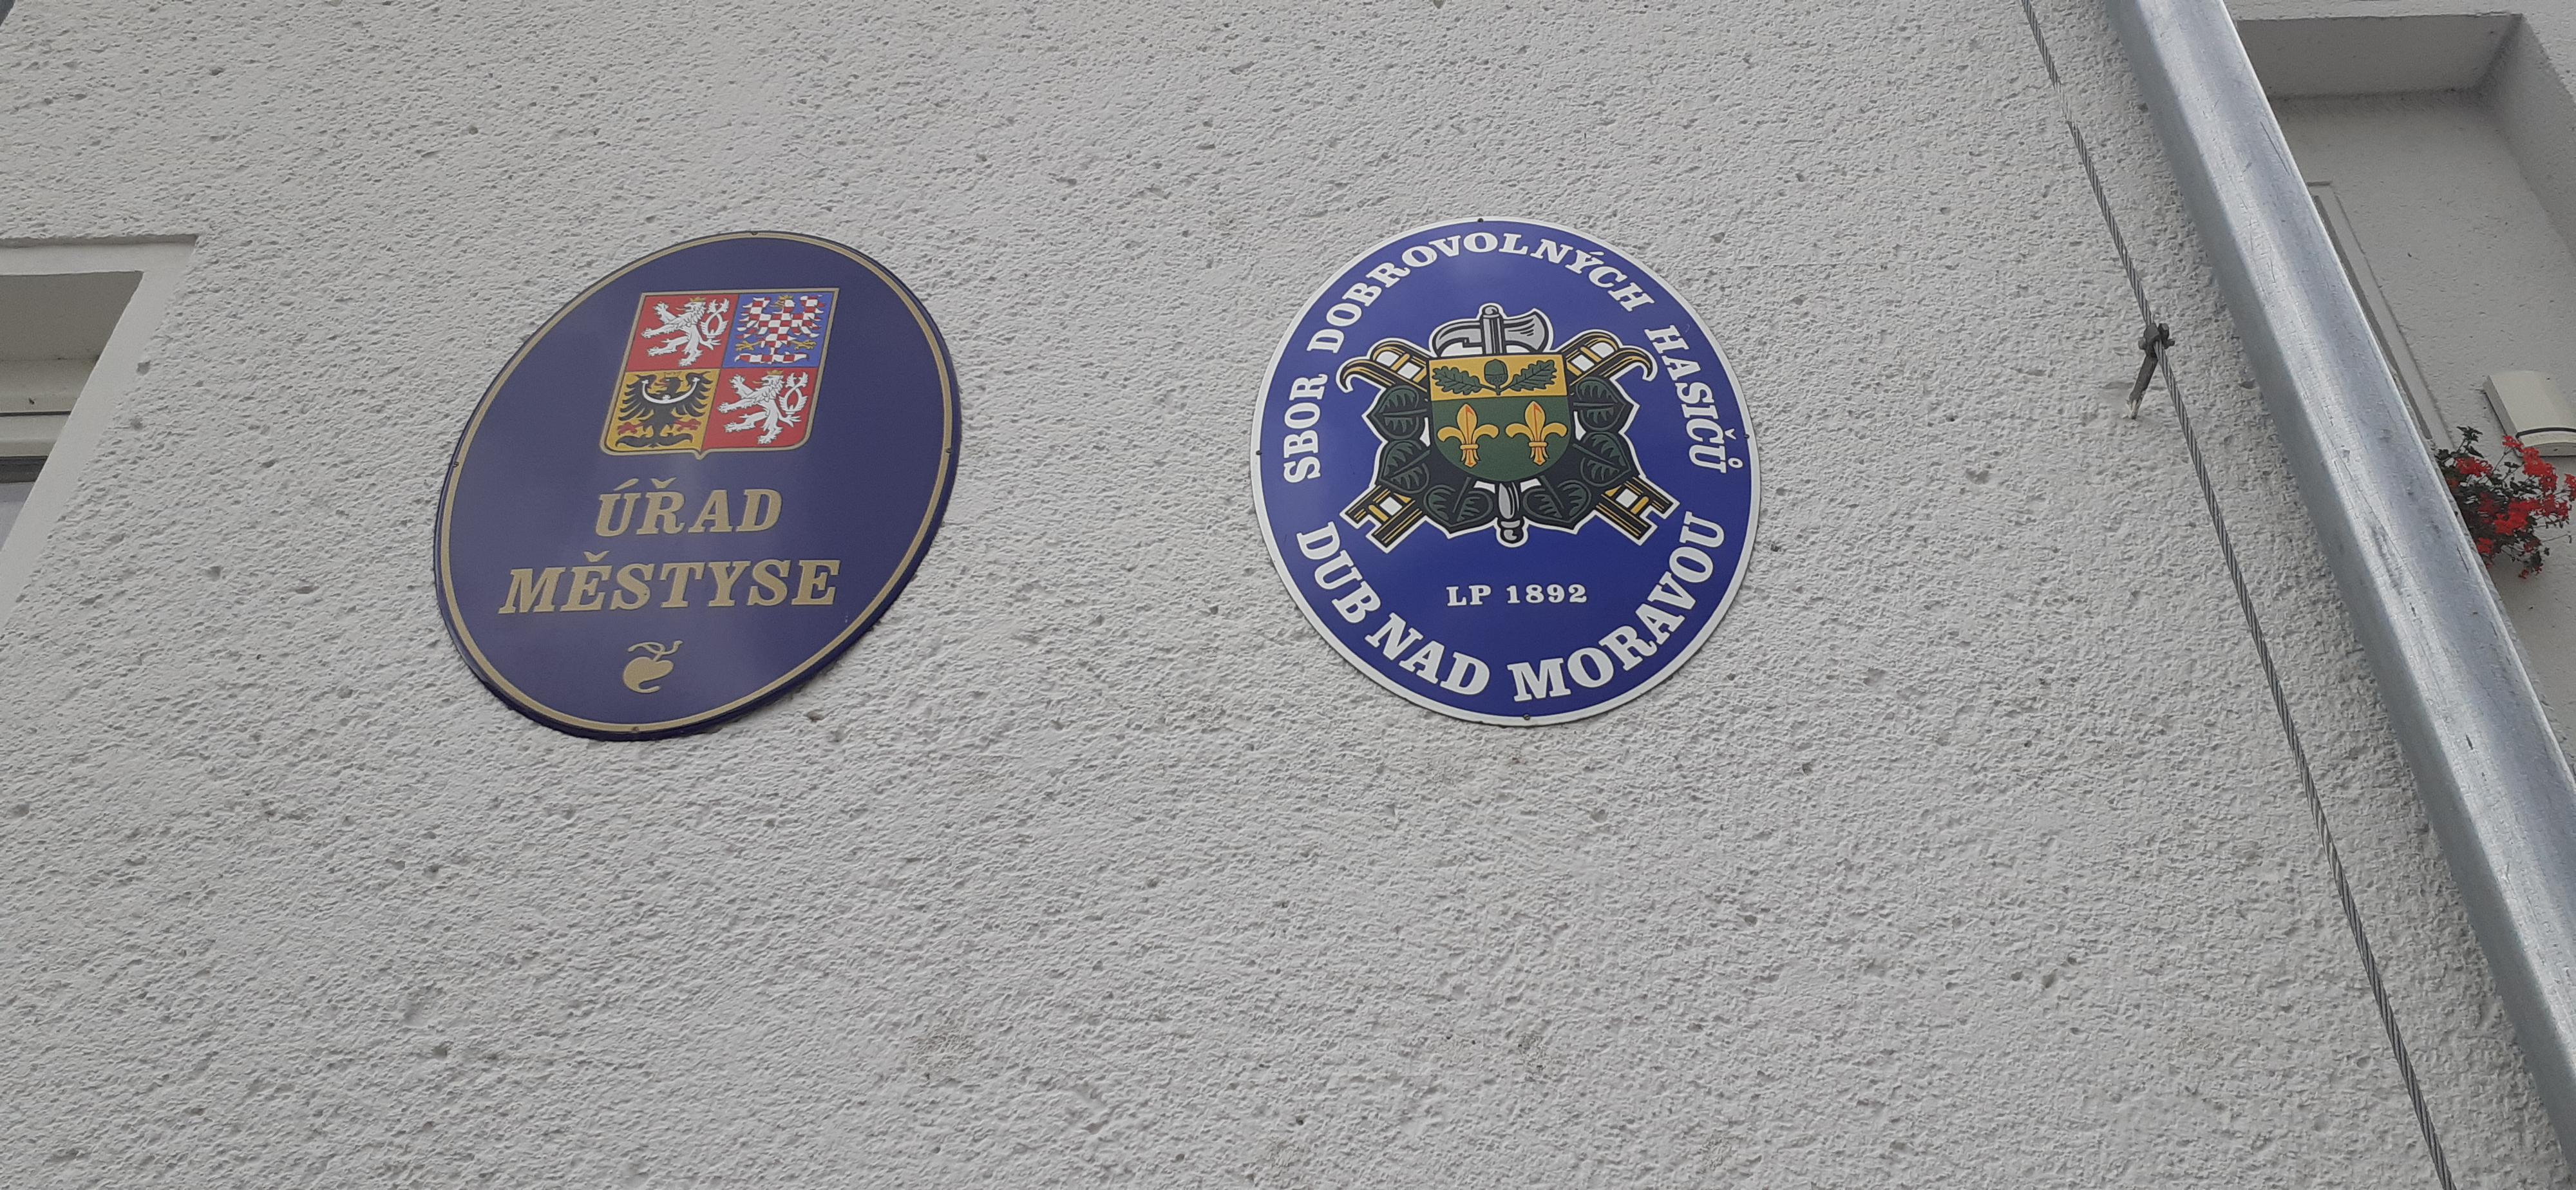 ÚŘAD
MĚSTYSE
SBOR DOBROVOLNÝCH HASIČŮ
LP 1892
DUB NAD MORAVOU